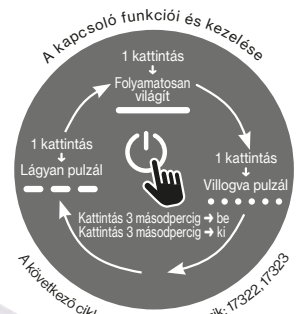 A kapcsoló funkciói és kezelése
1 kattintás
Folyamatosan
világít
1 kattintás
Lágyan pulzál
1 kattintás
Villogva pulzál
Kattintás 3 másodpercig → be
Kattintás 3 másodpercig → ki
A következő
17322, 17323